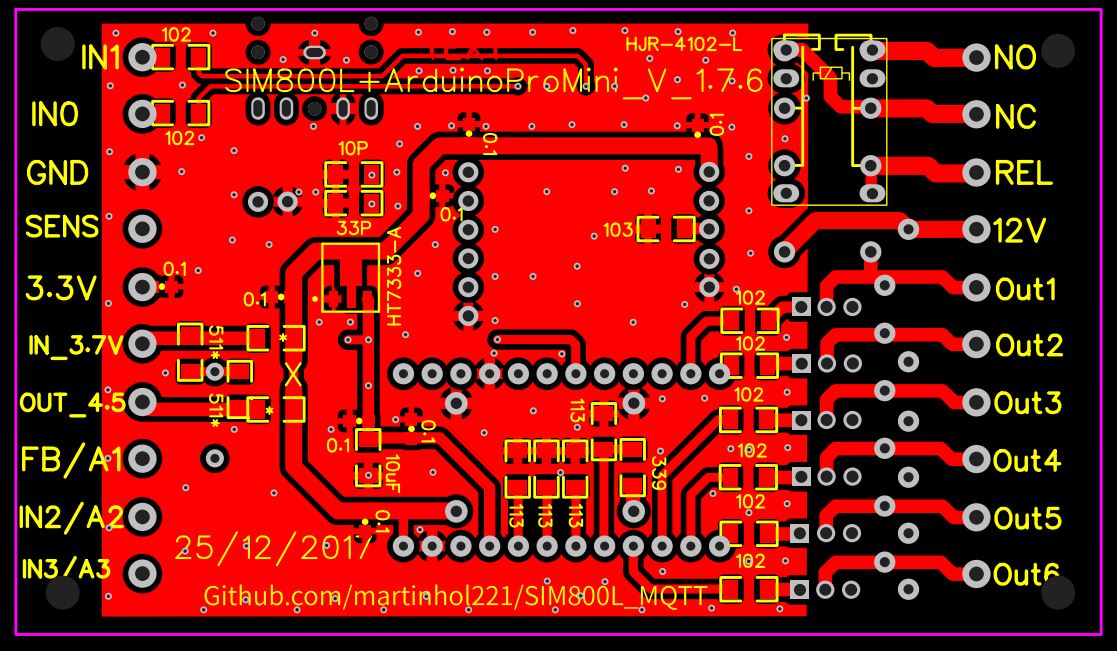 102
HJR-4102-L
IN1
SIM800L+ArduinoProMini_V_1.7.6
NO
IN0
102
0.1
0.1
NC
10P
GND
REL
0.1
SENS
33P
103
12V
HT7333-A
3.3V
0.1
0.1
102
Out1
IN_3.7V
511*
*
102
Out2
OUT_4.5
511*
*
113
102
Out3
FB/A1
0.1
0.1
10uF
339
102
Out4
IN2/A2
0.1
113
113
113
102
Out5
25/12/2017
IN3/A3
102
Out6
Github.com/martinhol221/SIM800L_MQTT